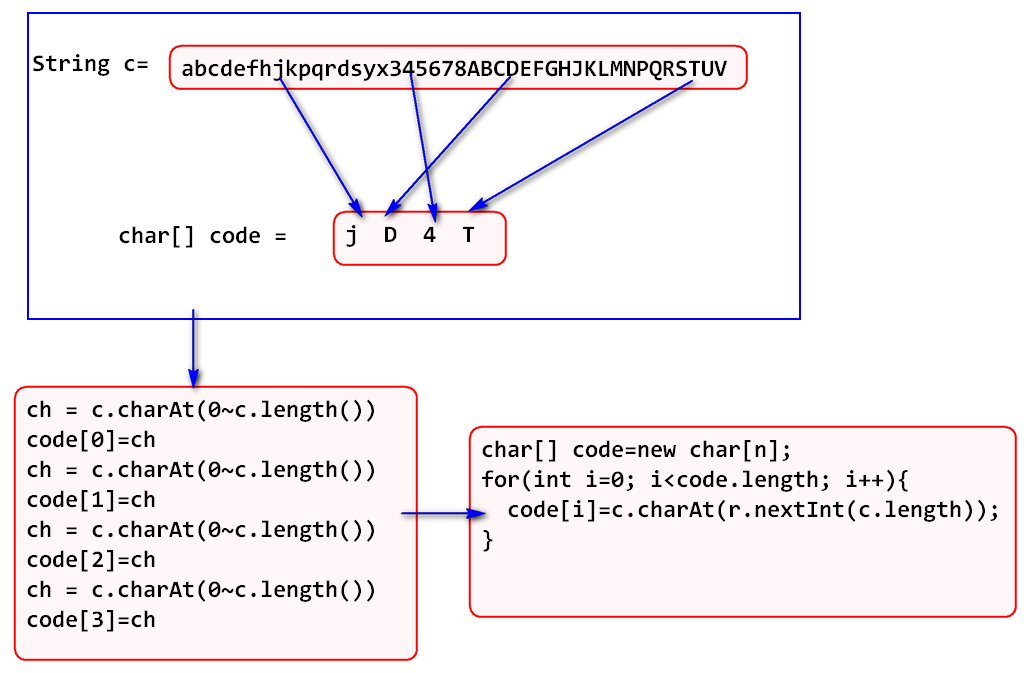 String c= abcdefhjkpqrdsyx345678ABCDEFGHJKLMNPQRSTUV
char[] code = j D 4 T
ch = c.charAt(0~c.length())
code[0]=ch
ch = c.charAt(0~c.length())
code[1]=ch
ch = c.charAt(0~c.length())
code[2]=ch
ch = c.charAt(0~c.length())
code[3]=ch
char[] code=new char[n];
for(int i=0; i<code.length; i++){
code[i]=c.charAt(r.nextInt(c.length));
}